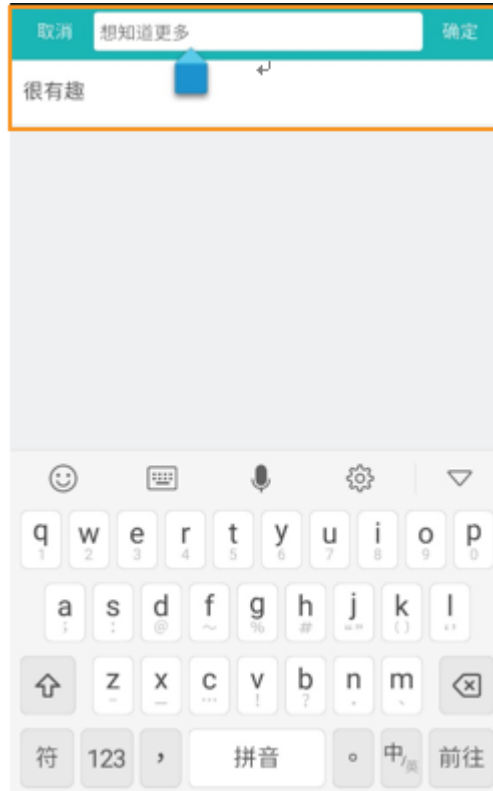 取消 想知道更多 确定
↵
很有趣
q w e r t y u i o p
1 2 3 4 5 6 7 8 9 0
a s d f g h j k l
; : @ ~ % # “” () ‘’
z x c v b n m
- _ … ! ? . 、
符 123 , 拼音 。 中/英 前往